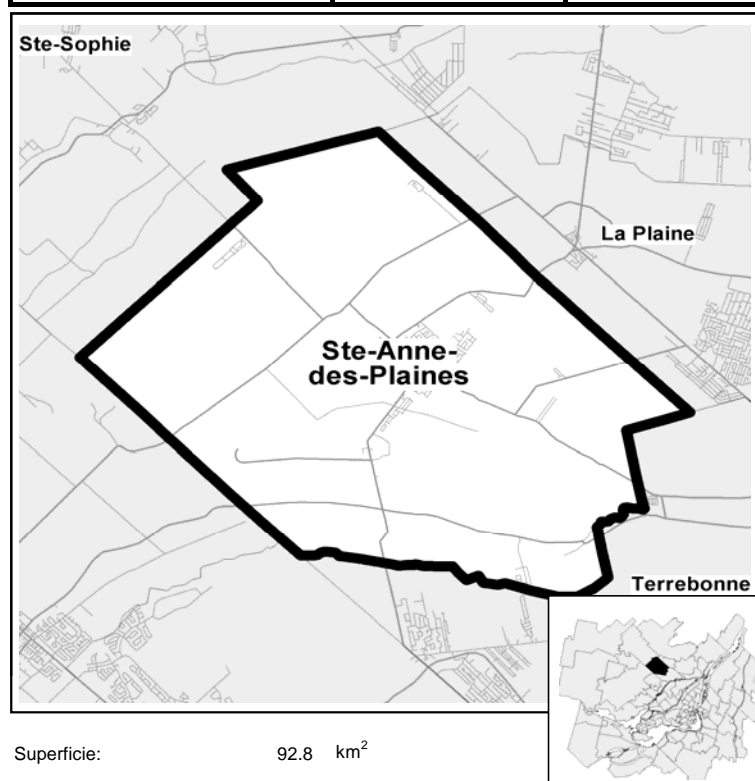 Ste-Sophie
La Plaine
Ste-Anne-
des-Plaines
Terrebonne
Superficie: 92.8 km²